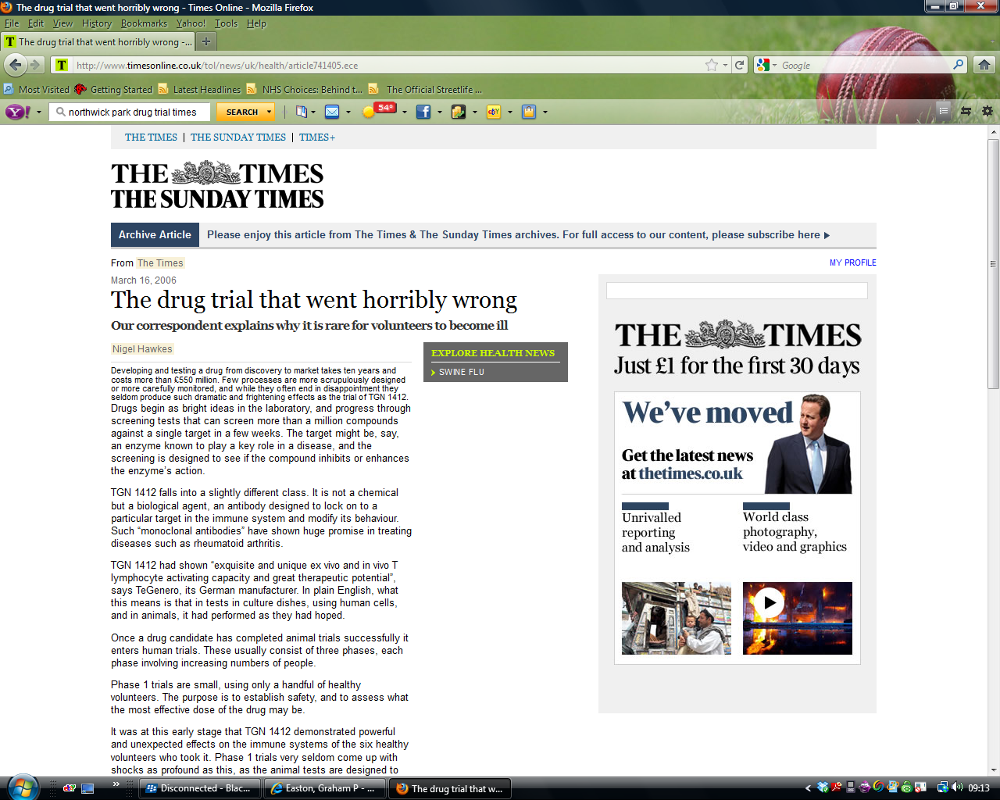 The drug trial that went horribly wrong - Times Online - Mozilla Firefox
File Edit View History Bookmarks Yahoo! Tools Help
The drug trial that went horribly wrong -...
http://www.timesonline.co.uk/tol/news/uk/health/article741405.ece
Google
Most Visited Getting Started Latest Headlines NHS Choices: Behind t... The Official Streetlife ...
northwick park drug trial times SEARCH 54°
THE TIMES | THE SUNDAY TIMES | TIMES+
THE TIMES
THE SUNDAY TIMES
Archive Article Please enjoy this article from The Times & The Sunday Times archives. For full access to our content, please subscribe here
From The Times
MY PROFILE
March 16, 2006
The drug trial that went horribly wrong
Our correspondent explains why it is rare for volunteers to become ill
Nigel Hawkes
EXPLORE HEALTH NEWS
SWINE FLU
Developing and testing a drug from discovery to market takes ten years and
costs more than £550 million. Few processes are more scrupulously designed
or more carefully monitored, and while they often end in disappointment they
seldom produce such dramatic and frightening effects as the trial of TGN 1412.
Drugs begin as bright ideas in the laboratory, and progress through
screening tests that can screen more than a million compounds
against a single target in a few weeks. The target might be, say,
an enzyme known to play a key role in a disease, and the
screening is designed to see if the compound inhibits or enhances
the enzyme’s action.
TGN 1412 falls into a slightly different class. It is not a chemical
but a biological agent, an antibody designed to lock on to a
particular target in the immune system and modify its behaviour.
Such “monoclonal antibodies” have shown huge promise in treating
diseases such as rheumatoid arthritis.
TGN 1412 had shown “exquisite and unique ex vivo and in vivo T
lymphocyte activating capacity and great therapeutic potential”,
says TeGenero, its German manufacturer. In plain English, what
this means is that in tests in culture dishes, using human cells,
and in animals, it had performed as they had hoped.
Once a drug candidate has completed animal trials successfully it
enters human trials. These usually consist of three phases, each
phase involving increasing numbers of people.
Phase 1 trials are small, using only a handful of healthy
volunteers. The purpose is to establish safety, and to assess what
the most effective dose of the drug may be.
It was at this early stage that TGN 1412 demonstrated powerful
and unexpected effects on the immune systems of the six healthy
volunteers who took it. Phase 1 trials very seldom come up with
shocks as profound as this, as the animal tests are designed to
THE TIMES
Just £1 for the first 30 days
We’ve moved
Get the latest news
at thetimes.co.uk
Unrivalled
reporting
and analysis
World class
photography,
video and graphics
Disconnected - Blac... Easton, Graham P - ... The drug trial that w... 09:13